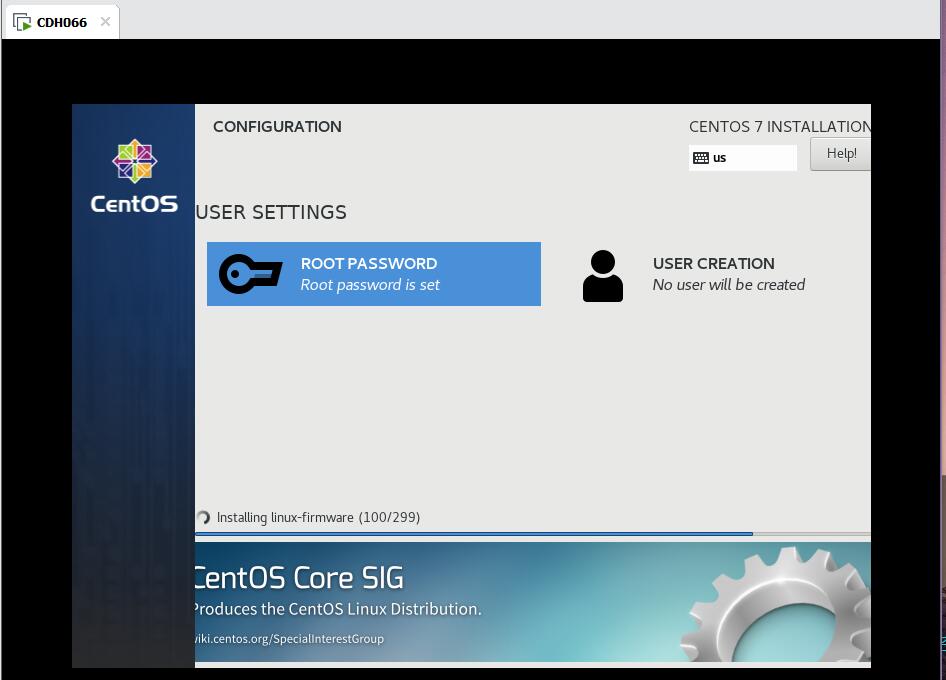 CDH066
CentOS
CONFIGURATION
CENTOS 7 INSTALLATION
us
Help!
USER SETTINGS
ROOT PASSWORD
Root password is set
USER CREATION
No user will be created
Installing linux-firmware (100/299)
CentOS Core SIG
Produces the CentOS Linux Distribution.
wiki.centos.org/SpecialInterestGroup